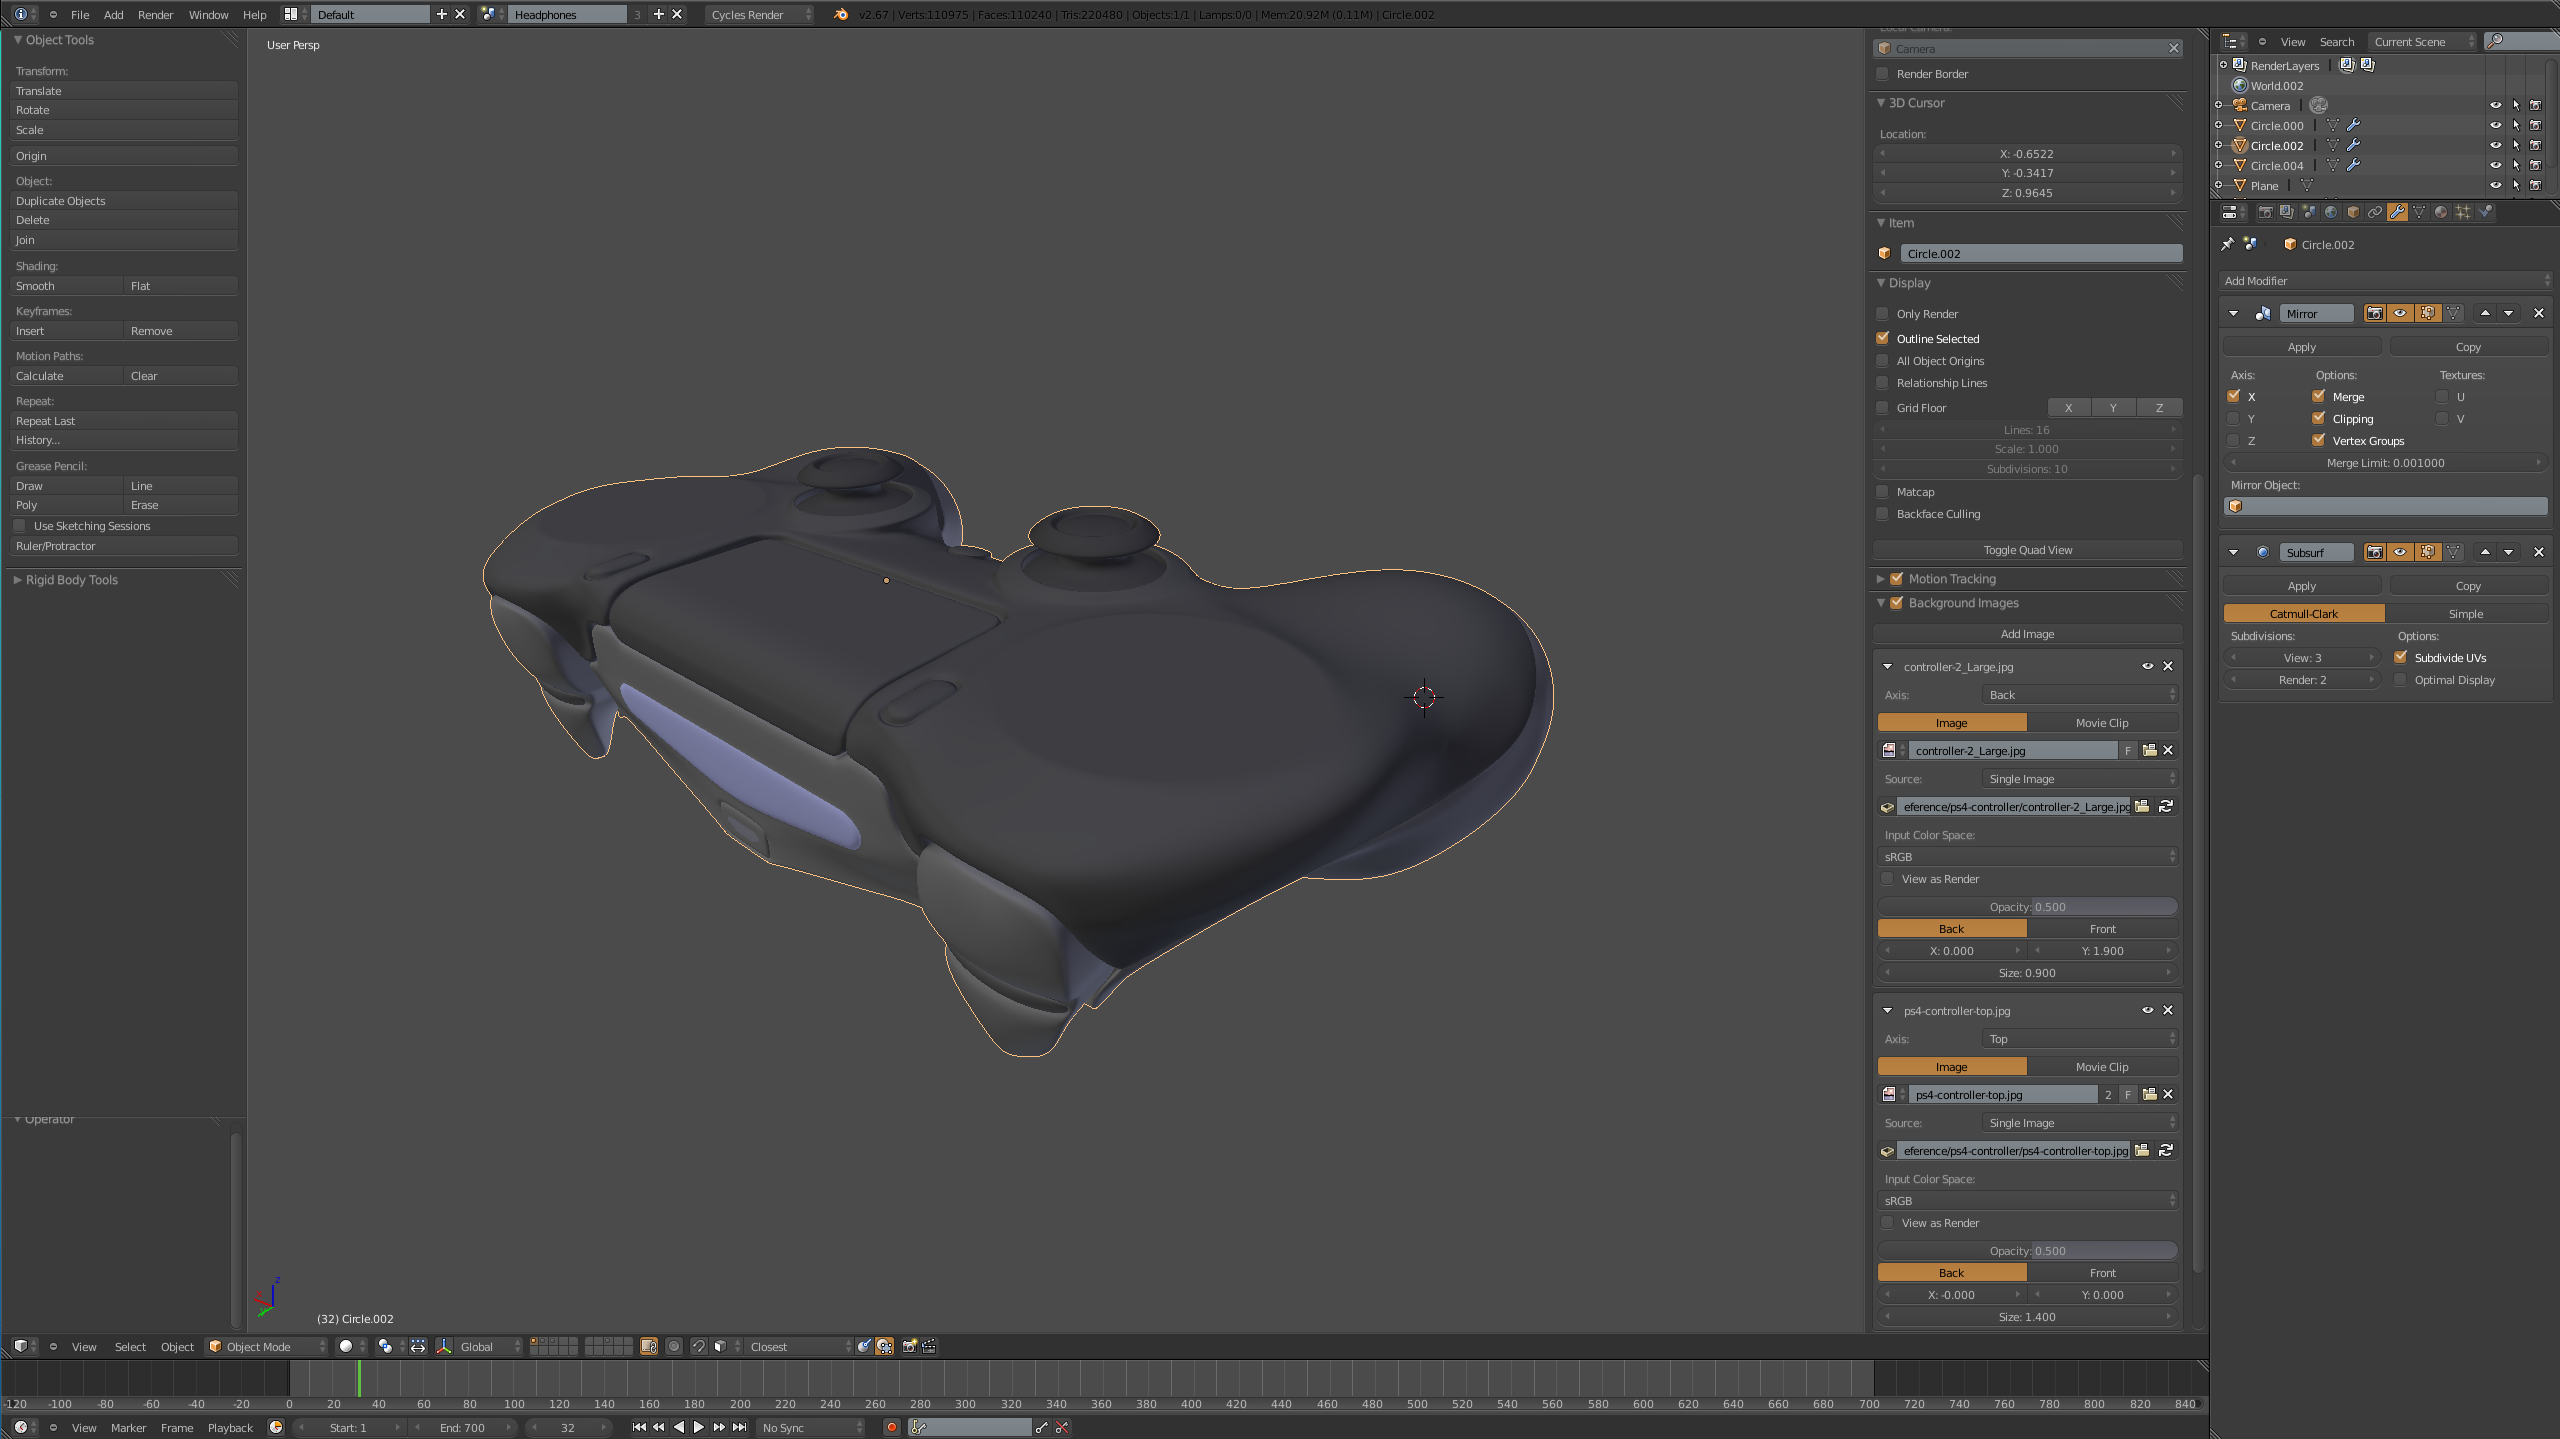 File Add Render Window Help Default Headphones 3 Cycles Render v2.67 | Verts:110975 | Faces:110240 | Tris:220480 | Objects:1/1 | Lamps:0/0 | Mem:20.92M (0.11M) | Circle.002
Object Tools
Transform:
Translate
Rotate
Scale
Origin
Object:
Duplicate Objects
Delete
Join
Shading:
Smooth Flat
Keyframes:
Insert Remove
Motion Paths:
Calculate Clear
Repeat:
Repeat Last
History...
Grease Pencil:
Draw Line
Poly Erase
Use Sketching Sessions
Ruler/Protractor
Rigid Body Tools
Operator
User Persp
(32) Circle.002
Local Camera:
Camera
Render Border
3D Cursor
Location:
X: -0.6522
Y: -0.3417
Z: 0.9645
Item
Circle.002
Display
Only Render
Outline Selected
All Object Origins
Relationship Lines
Grid Floor X Y Z
Lines: 16
Scale: 1.000
Subdivisions: 10
Matcap
Backface Culling
Toggle Quad View
Motion Tracking
Background Images
Add Image
controller-2_Large.jpg
Axis: Back
Image Movie Clip
controller-2_Large.jpg F
Source: Single Image
eference/ps4-controller/controller-2_Large.jpg
Input Color Space:
sRGB
View as Render
Opacity: 0.500
Back Front
X: 0.000 Y: 1.900
Size: 0.900
ps4-controller-top.jpg
Axis: Top
Image Movie Clip
ps4-controller-top.jpg 2 F
Source: Single Image
eference/ps4-controller/ps4-controller-top.jpg
Input Color Space:
sRGB
View as Render
Opacity: 0.500
Back Front
X: -0.000 Y: 0.000
Size: 1.400
View Search Current Scene
RenderLayers
World.002
Camera
Circle.000
Circle.002
Circle.004
Plane
Circle.002
Add Modifier
Mirror
Apply Copy
Axis: Options: Textures:
X Merge U
Y Clipping V
Z Vertex Groups
Merge Limit: 0.001000
Mirror Object:
Subsurf
Apply Copy
Catmull-Clark Simple
Subdivisions: Options:
View: 3 Subdivide UVs
Render: 2 Optimal Display
View Select Object Object Mode Global Closest
-120 -100 -80 -60 -40 -20 0 20 40 60 80 100 120 140 160 180 200 220 240 260 280 300 320 340 360 380 400 420 440 460 480 500 520 540 560 580 600 620 640 660 680 700 720 740 760 780 800 820 840
View Marker Frame Playback Start: 1 End: 700 32 No Sync